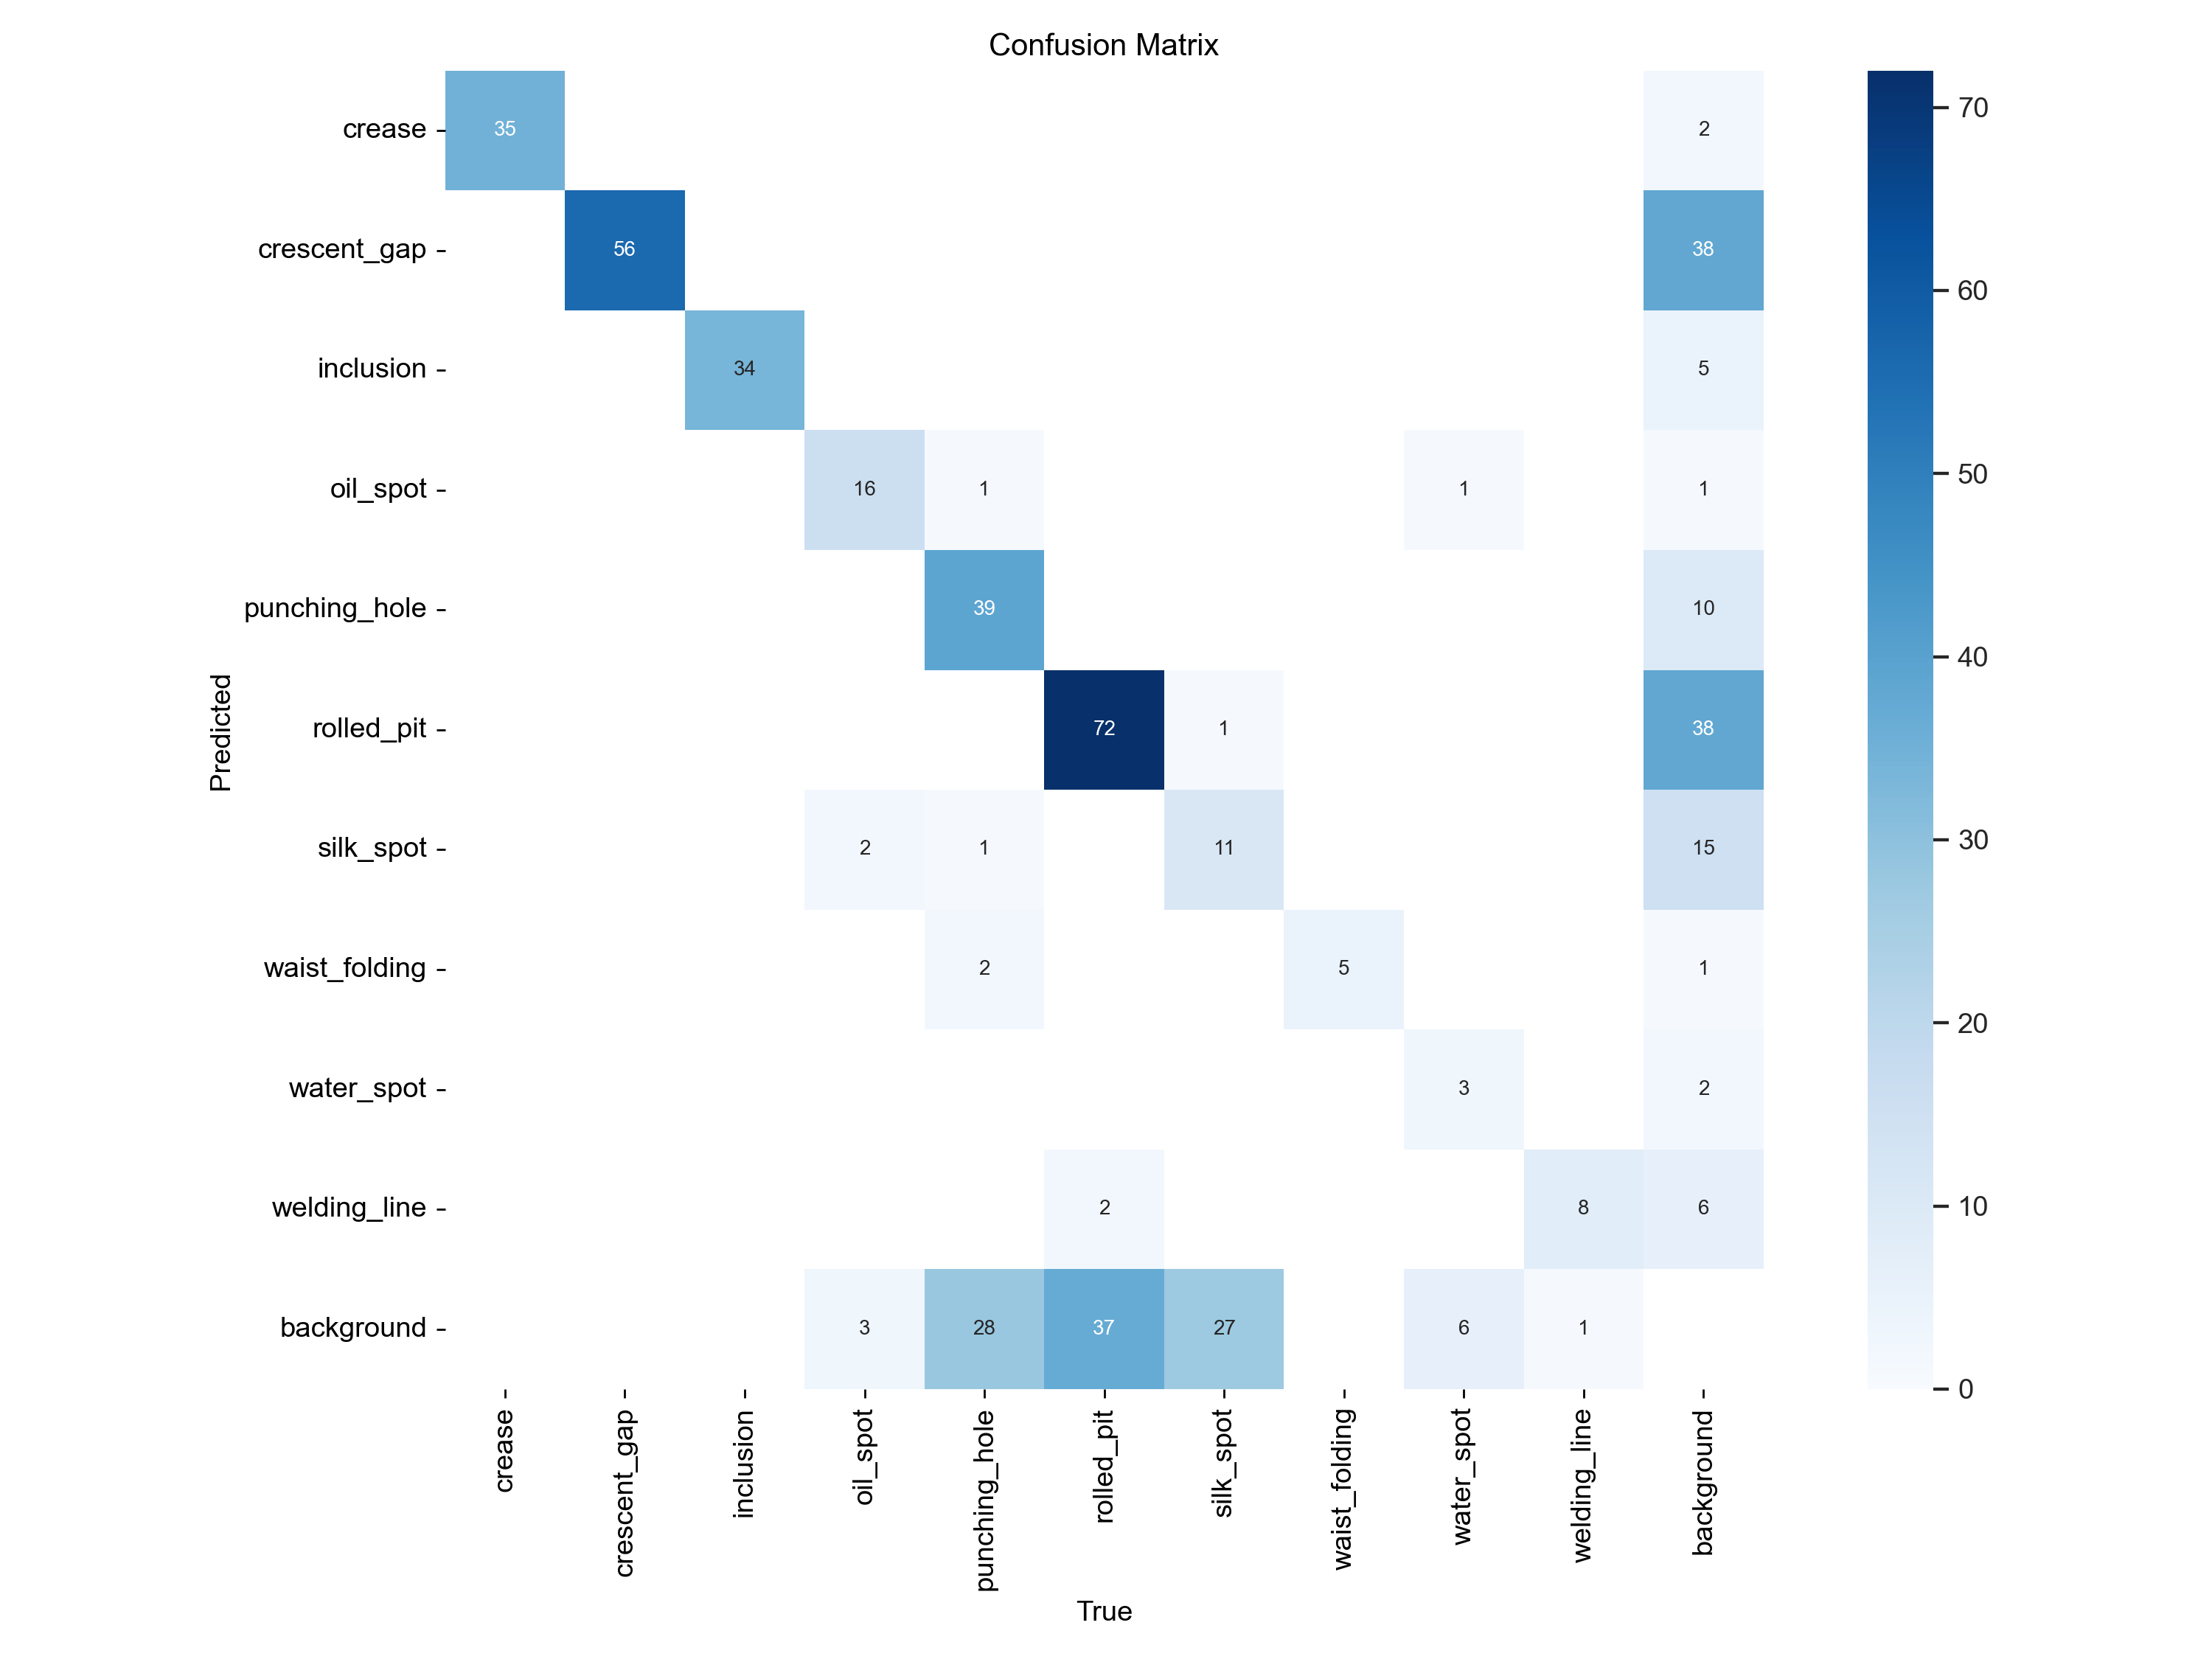 Confusion Matrix
crease 35 2 70
crescent_gap 56 38 60
inclusion 34 5
oil_spot 16 1 1 1 50
punching_hole 39 10
40
Predicted
rolled_pit 72 1 38
silk_spot 2 1 11 15 30
waist_folding 2 5 1
20
water_spot 3 2
welding_line 2 8 6 10
background 3 28 37 27 6 1
0
crease crescent_gap inclusion oil_spot punching_hole rolled_pit silk_spot waist_folding water_spot welding_line background
True